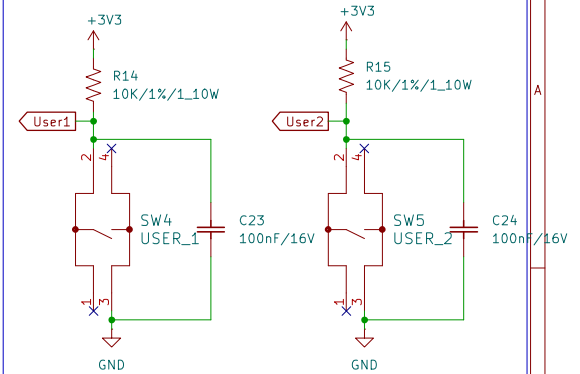 +3V3
R14
10K/1%/1_10W
User1
2
4
SW4
USER_1
C23
100nF/16V
1
3
GND
+3V3
R15
10K/1%/1_10W
User2
2
4
SW5
USER_2
C24
100nF/16V
1
3
GND
A